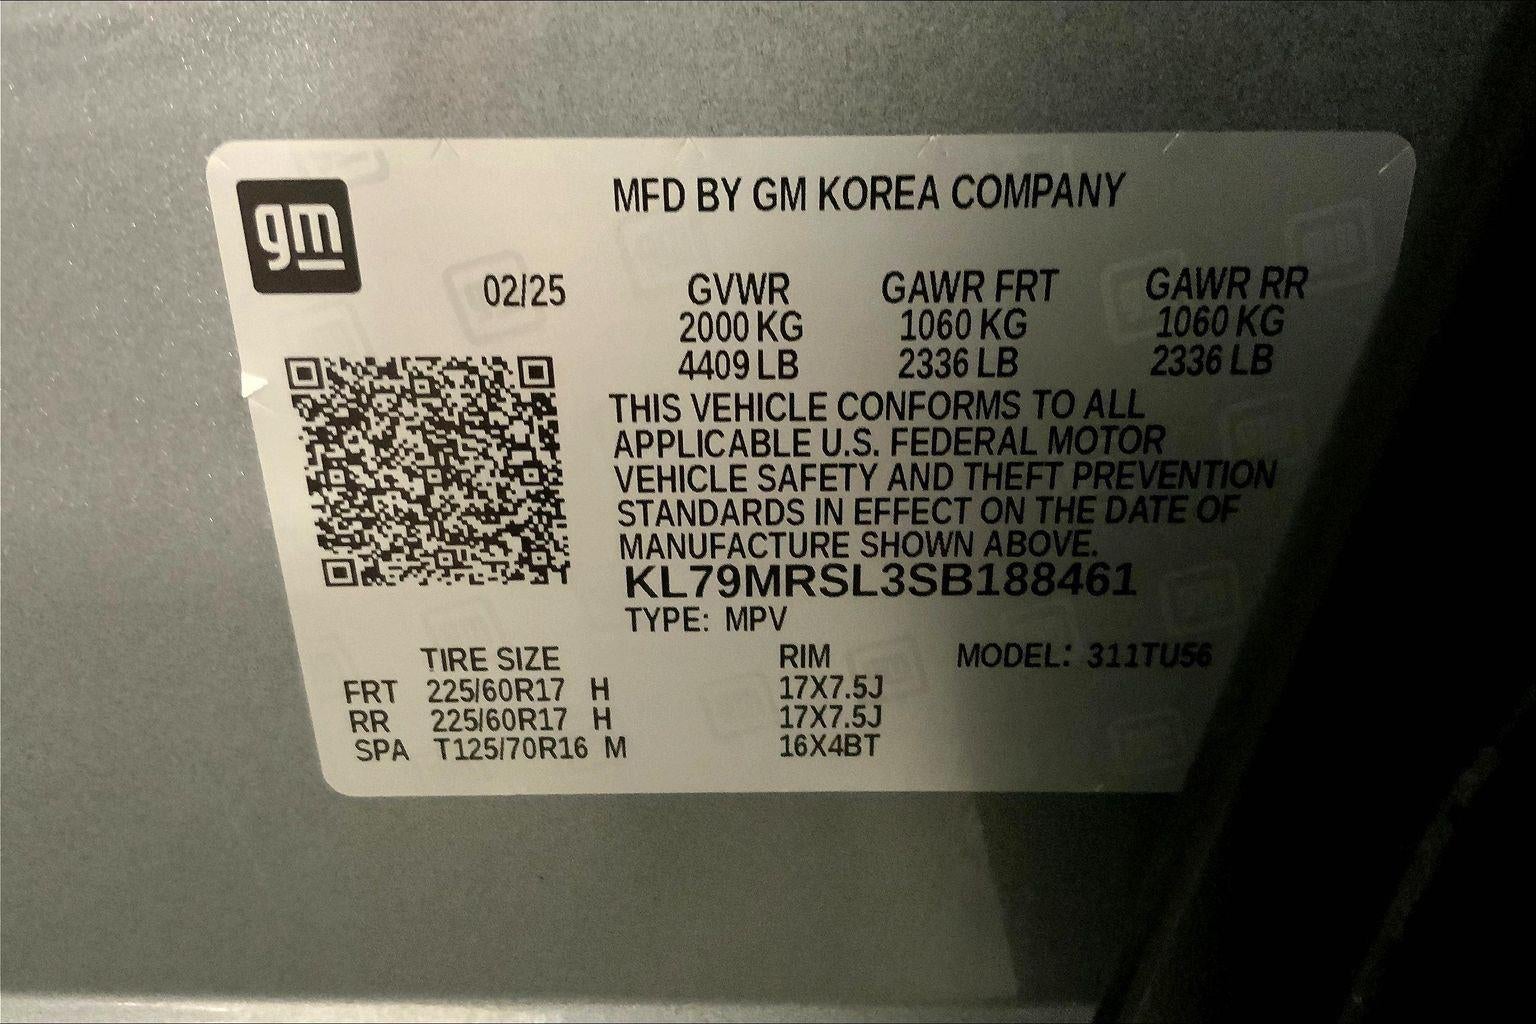 gm
MFD BY GM KOREA COMPANY
02/25 GVWR GAWR FRT GAWR RR
2000 KG 1060 KG 1060 KG
4409 LB 2336 LB 2336 LB
THIS VEHICLE CONFORMS TO ALL
APPLICABLE U.S. FEDERAL MOTOR
VEHICLE SAFETY AND THEFT PREVENTION
STANDARDS IN EFFECT ON THE DATE OF
MANUFACTURE SHOWN ABOVE.
KL79MRSL3SB188461
TYPE: MPV
TIRE SIZE RIM MODEL: 311TU56
FRT 225/60R17 H 17X7.5J
RR 225/60R17 H 17X7.5J
SPA T125/70R16 M 16X4BT